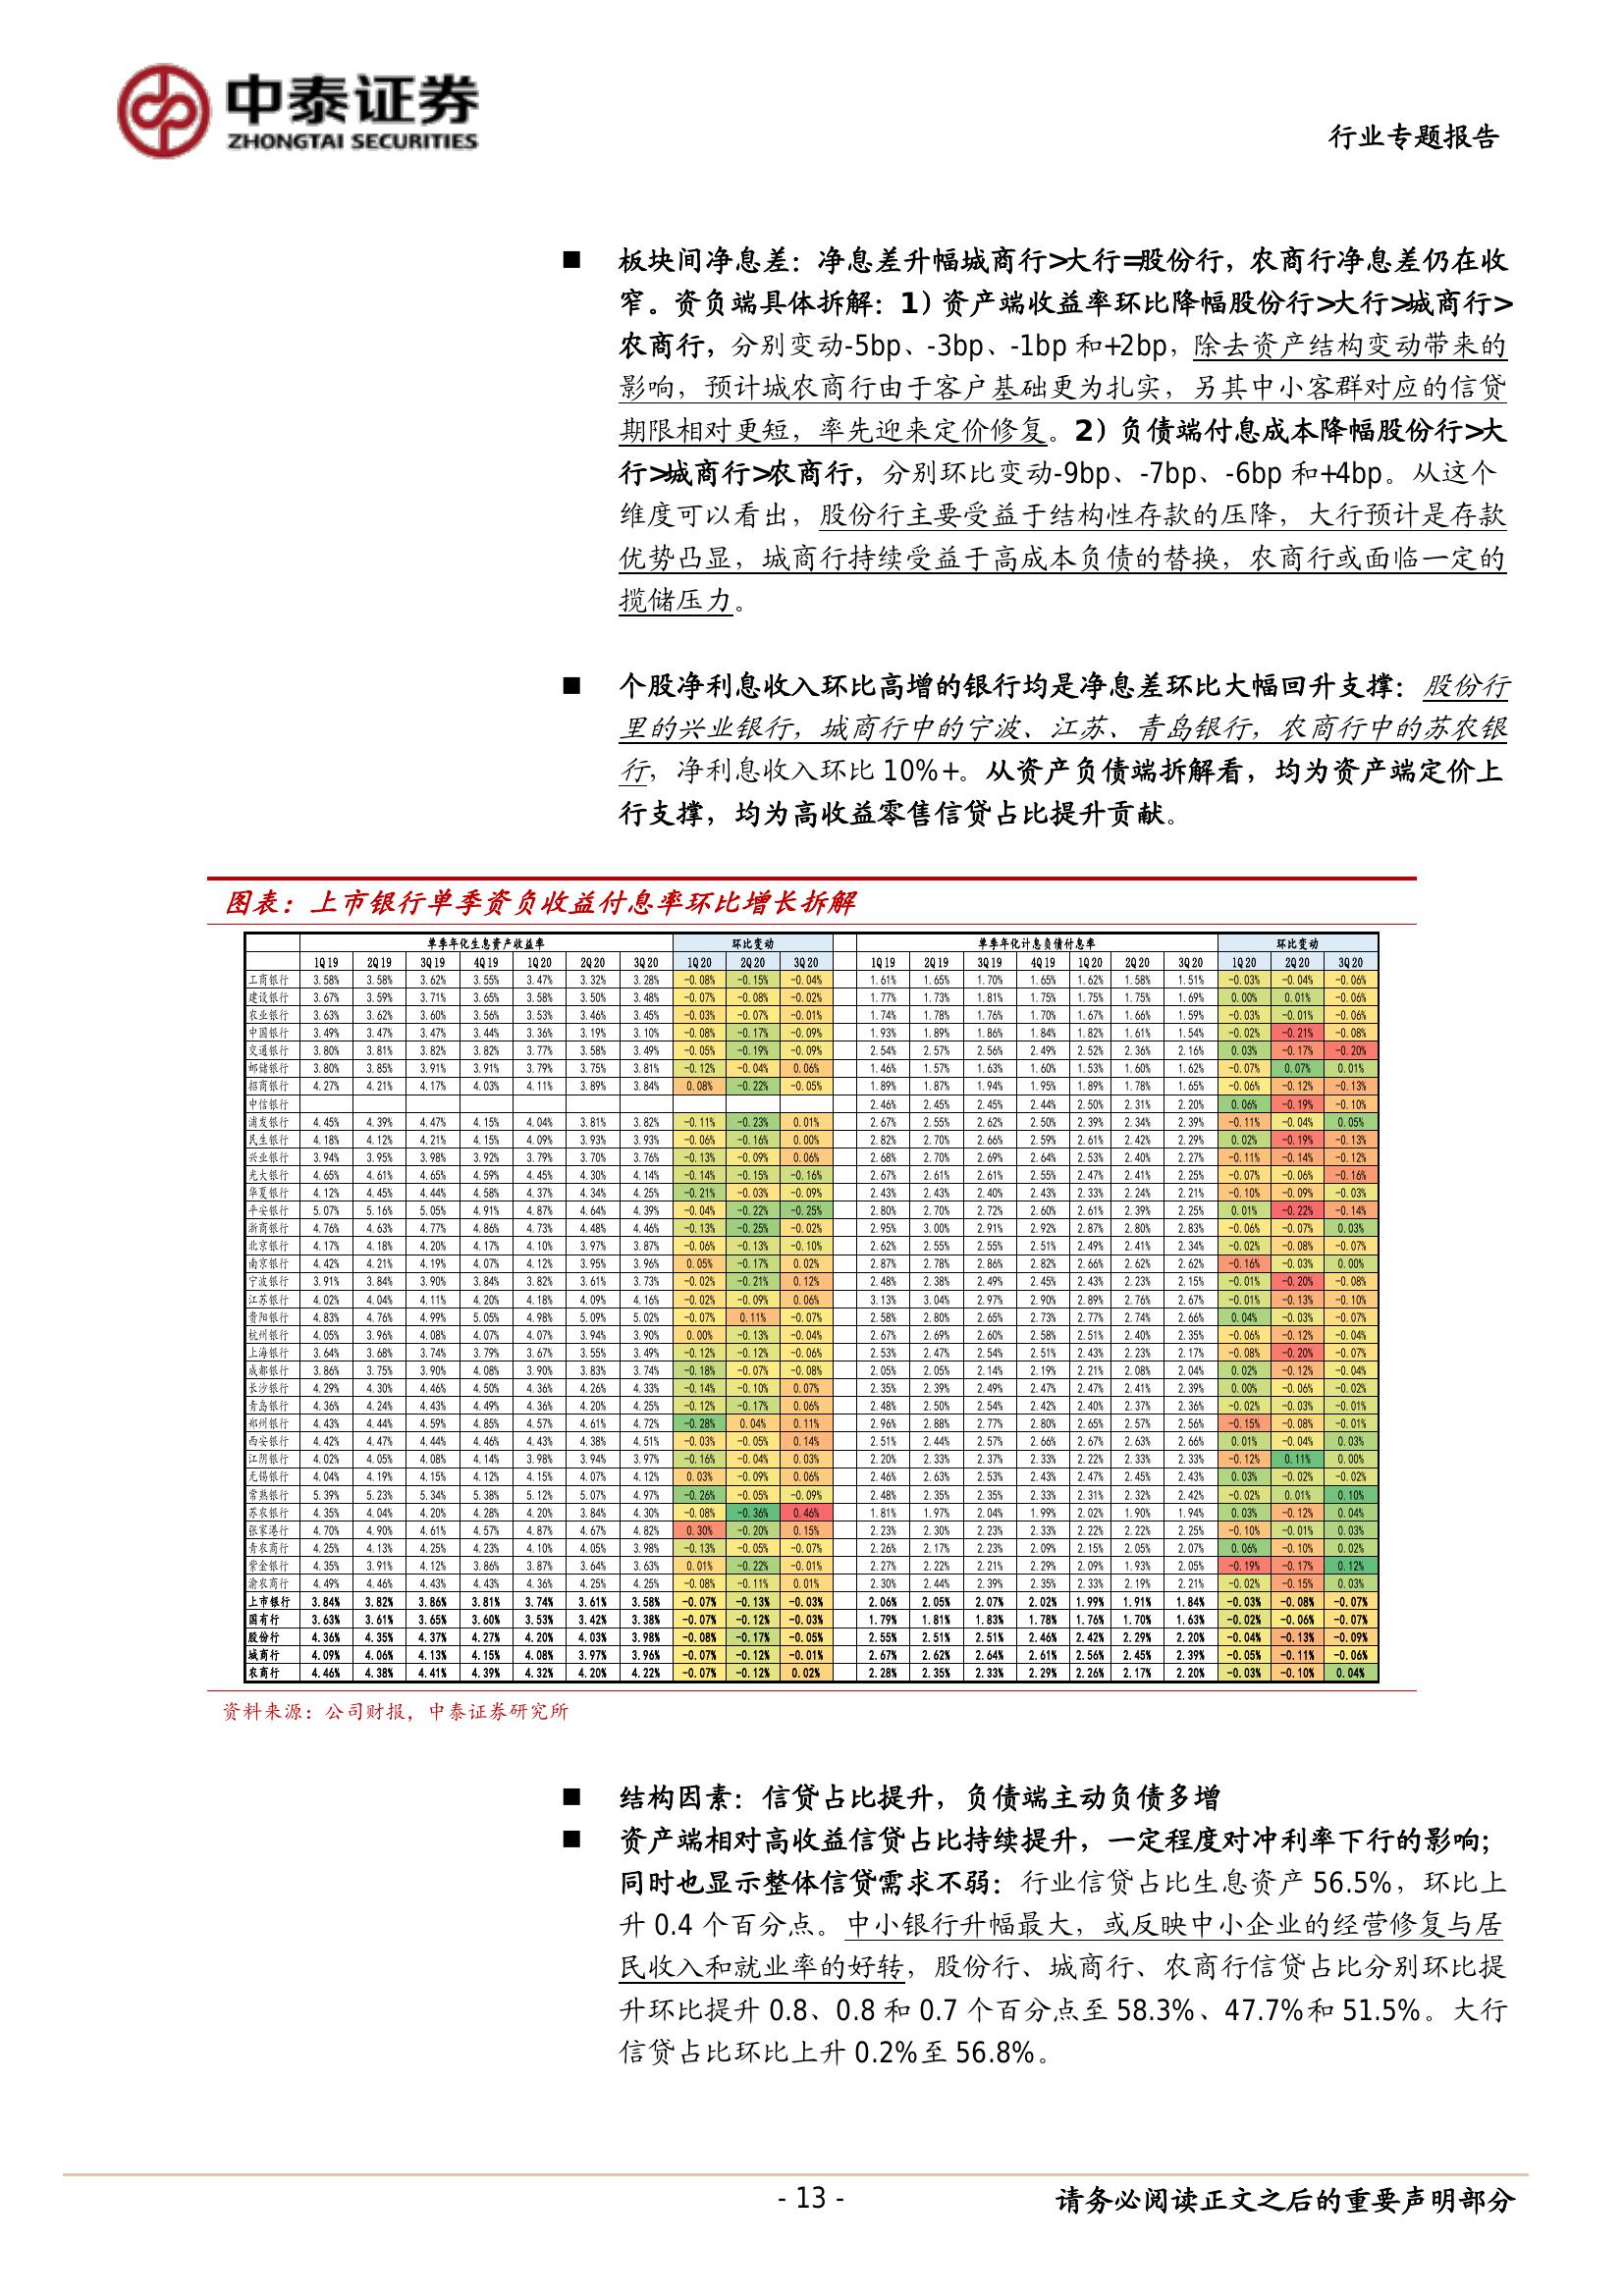 中泰证券
ZHONGTAI SECURITIES
行业专题报告
■ 板块间净息差：净息差升幅城商行>大行=股份行，农商行净息差仍在收
窄。资负端具体拆解：1）资产端收益率环比降幅股份行>大行>城商行>
农商行，分别变动-5bp、-3bp、-1bp 和+2bp，除去资产结构变动带来的
影响，预计城农商行由于客户基础更为扎实，另其中小客群对应的信贷
期限相对更短，率先迎来定价修复。2）负债端付息成本降幅股份行>大
行>城商行>农商行，分别环比变动-9bp、-7bp、-6bp 和+4bp。从这个
维度可以看出，股份行主要受益于结构性存款的压降，大行预计是存款
优势凸显，城商行持续受益于高成本负债的替换，农商行或面临一定的
揽储压力。
■ 个股净利息收入环比高增的银行均是净息差环比大幅回升支撑：股份行
里的兴业银行，城商行中的宁波、江苏、青岛银行，农商行中的苏农银
行，净利息收入环比 10%+。从资产负债端拆解看，均为资产端定价上
行支撑，均为高收益零售信贷占比提升贡献。
图表：上市银行单季资负收益付息率环比增长拆解
单季年化生息资产收益率 环比变动 单季年化计息负债付息率 环比变动
1Q19 2Q19 3Q19 4Q19 1Q20 2Q20 3Q20 1Q20 2Q20 3Q20 1Q19 2Q19 3Q19 4Q19 1Q20 2Q20 3Q20 1Q20 2Q20 3Q20
工商银行 3.58% 3.58% 3.62% 3.55% 3.47% 3.32% 3.28% -0.08% -0.15% -0.04% 1.61% 1.65% 1.70% 1.65% 1.62% 1.58% 1.51% -0.03% -0.04% -0.06%
建设银行 3.67% 3.59% 3.71% 3.65% 3.58% 3.50% 3.48% -0.07% -0.08% -0.02% 1.77% 1.73% 1.81% 1.75% 1.75% 1.75% 1.69% 0.00% 0.01% -0.06%
农业银行 3.63% 3.62% 3.60% 3.56% 3.53% 3.46% 3.45% -0.03% -0.07% -0.01% 1.74% 1.78% 1.76% 1.70% 1.67% 1.66% 1.59% -0.03% -0.01% -0.06%
中国银行 3.49% 3.47% 3.47% 3.44% 3.36% 3.19% 3.10% -0.08% -0.17% -0.09% 1.93% 1.89% 1.86% 1.84% 1.82% 1.61% 1.54% -0.02% -0.21% -0.08%
交通银行 3.80% 3.81% 3.82% 3.82% 3.77% 3.58% 3.49% -0.05% -0.19% -0.09% 2.54% 2.57% 2.56% 2.49% 2.52% 2.36% 2.16% 0.03% -0.17% -0.20%
邮储银行 3.80% 3.85% 3.91% 3.91% 3.79% 3.75% 3.81% -0.12% -0.04% 0.06% 1.46% 1.57% 1.63% 1.60% 1.53% 1.60% 1.62% -0.07% 0.07% 0.01%
招商银行 4.27% 4.21% 4.17% 4.03% 4.11% 3.89% 3.84% 0.08% -0.22% -0.05% 1.89% 1.87% 1.94% 1.95% 1.89% 1.78% 1.65% -0.06% -0.12% -0.13%
中信银行 2.46% 2.45% 2.45% 2.44% 2.50% 2.31% 2.20% 0.06% -0.19% -0.10%
浦发银行 4.45% 4.39% 4.47% 4.15% 4.04% 3.81% 3.82% -0.11% -0.23% 0.01% 2.67% 2.55% 2.62% 2.50% 2.39% 2.34% 2.39% -0.11% -0.04% 0.05%
民生银行 4.18% 4.12% 4.21% 4.15% 4.09% 3.93% 3.93% -0.06% -0.16% 0.00% 2.82% 2.70% 2.66% 2.59% 2.61% 2.42% 2.29% 0.02% -0.19% -0.13%
兴业银行 3.94% 3.95% 3.98% 3.92% 3.79% 3.70% 3.76% -0.13% -0.09% 0.06% 2.68% 2.70% 2.69% 2.64% 2.53% 2.40% 2.27% -0.11% -0.14% -0.12%
光大银行 4.65% 4.61% 4.65% 4.59% 4.45% 4.30% 4.14% -0.14% -0.15% -0.16% 2.67% 2.61% 2.61% 2.55% 2.47% 2.41% 2.25% -0.07% -0.06% -0.16%
华夏银行 4.12% 4.45% 4.44% 4.58% 4.37% 4.34% 4.25% -0.21% -0.03% -0.09% 2.43% 2.43% 2.40% 2.43% 2.33% 2.24% 2.21% -0.10% -0.09% -0.03%
平安银行 5.07% 5.16% 5.05% 4.91% 4.87% 4.64% 4.39% -0.04% -0.22% -0.25% 2.80% 2.70% 2.72% 2.60% 2.61% 2.39% 2.25% 0.01% -0.22% -0.14%
浙商银行 4.76% 4.63% 4.77% 4.86% 4.73% 4.48% 4.46% -0.13% -0.25% -0.02% 2.95% 3.00% 2.91% 2.92% 2.87% 2.80% 2.83% -0.06% -0.07% 0.03%
北京银行 4.17% 4.18% 4.20% 4.17% 4.10% 3.97% 3.87% -0.06% -0.13% -0.10% 2.62% 2.55% 2.55% 2.51% 2.49% 2.41% 2.34% -0.02% -0.08% -0.07%
南京银行 4.42% 4.21% 4.19% 4.07% 4.12% 3.95% 3.96% 0.05% -0.17% 0.02% 2.87% 2.78% 2.86% 2.82% 2.66% 2.62% 2.62% -0.16% -0.03% 0.00%
宁波银行 3.91% 3.84% 3.90% 3.84% 3.82% 3.61% 3.73% -0.02% -0.21% 0.12% 2.48% 2.38% 2.49% 2.45% 2.43% 2.23% 2.15% -0.01% -0.20% -0.08%
江苏银行 4.02% 4.04% 4.11% 4.20% 4.18% 4.09% 4.16% -0.02% -0.09% 0.06% 3.13% 3.04% 2.97% 2.90% 2.89% 2.76% 2.67% -0.01% -0.13% -0.10%
贵阳银行 4.83% 4.76% 4.99% 5.05% 4.98% 5.09% 5.02% -0.07% 0.11% -0.07% 2.58% 2.80% 2.65% 2.73% 2.77% 2.74% 2.66% 0.04% -0.03% -0.07%
杭州银行 4.05% 3.96% 4.08% 4.07% 4.07% 3.94% 3.90% 0.00% -0.13% -0.04% 2.67% 2.69% 2.60% 2.58% 2.51% 2.40% 2.35% -0.06% -0.12% -0.04%
上海银行 3.64% 3.68% 3.74% 3.79% 3.67% 3.55% 3.49% -0.12% -0.12% -0.06% 2.53% 2.47% 2.54% 2.51% 2.43% 2.23% 2.17% -0.08% -0.20% -0.07%
成都银行 3.86% 3.75% 3.90% 4.08% 3.90% 3.83% 3.74% -0.18% -0.07% -0.08% 2.05% 2.05% 2.14% 2.19% 2.21% 2.08% 2.04% 0.02% -0.12% -0.04%
长沙银行 4.29% 4.30% 4.46% 4.50% 4.36% 4.26% 4.33% -0.14% -0.10% 0.07% 2.35% 2.39% 2.49% 2.47% 2.47% 2.41% 2.39% 0.00% -0.06% -0.02%
青岛银行 4.36% 4.24% 4.43% 4.49% 4.36% 4.20% 4.25% -0.12% -0.17% 0.06% 2.48% 2.50% 2.54% 2.42% 2.40% 2.37% 2.36% -0.02% -0.03% -0.01%
郑州银行 4.43% 4.44% 4.59% 4.85% 4.57% 4.61% 4.72% -0.28% 0.04% 0.11% 2.96% 2.88% 2.77% 2.80% 2.65% 2.57% 2.56% -0.15% -0.08% -0.01%
西安银行 4.42% 4.47% 4.44% 4.46% 4.43% 4.38% 4.51% -0.03% -0.05% 0.14% 2.51% 2.44% 2.57% 2.66% 2.67% 2.63% 2.66% 0.01% -0.04% 0.03%
江阴银行 4.02% 4.05% 4.08% 4.14% 3.98% 3.94% 3.97% -0.16% -0.04% 0.03% 2.20% 2.33% 2.37% 2.33% 2.22% 2.33% 2.33% -0.12% 0.11% 0.00%
无锡银行 4.04% 4.19% 4.15% 4.12% 4.15% 4.07% 4.12% 0.03% -0.09% 0.06% 2.46% 2.63% 2.53% 2.43% 2.47% 2.45% 2.43% 0.03% -0.02% -0.02%
常熟银行 5.39% 5.23% 5.34% 5.38% 5.12% 5.07% 4.97% -0.26% -0.05% -0.09% 2.48% 2.35% 2.35% 2.33% 2.31% 2.32% 2.42% -0.02% 0.01% 0.10%
苏农银行 4.35% 4.04% 4.20% 4.28% 4.20% 3.84% 4.30% -0.08% -0.36% 0.46% 1.81% 1.97% 2.04% 1.99% 2.02% 1.90% 1.94% 0.03% -0.12% 0.04%
张家港行 4.70% 4.90% 4.61% 4.57% 4.87% 4.67% 4.82% 0.30% -0.20% 0.15% 2.23% 2.30% 2.23% 2.33% 2.22% 2.22% 2.25% -0.10% -0.01% 0.03%
青农商行 4.25% 4.13% 4.25% 4.23% 4.10% 4.05% 3.98% -0.13% -0.05% -0.07% 2.26% 2.17% 2.23% 2.09% 2.15% 2.05% 2.07% 0.06% -0.10% 0.02%
紫金银行 4.35% 3.91% 4.12% 3.86% 3.87% 3.64% 3.63% 0.01% -0.22% -0.01% 2.27% 2.22% 2.21% 2.29% 2.09% 1.93% 2.05% -0.19% -0.17% 0.12%
渝农商行 4.49% 4.46% 4.43% 4.43% 4.36% 4.25% 4.25% -0.08% -0.11% 0.01% 2.30% 2.44% 2.39% 2.35% 2.33% 2.19% 2.21% -0.02% -0.15% 0.03%
上市银行 3.84% 3.82% 3.86% 3.81% 3.74% 3.61% 3.58% -0.07% -0.13% -0.03% 2.06% 2.05% 2.07% 2.02% 1.99% 1.91% 1.84% -0.03% -0.08% -0.07%
国有行 3.63% 3.61% 3.65% 3.60% 3.53% 3.42% 3.38% -0.07% -0.12% -0.03% 1.79% 1.81% 1.83% 1.78% 1.76% 1.70% 1.63% -0.02% -0.06% -0.07%
股份行 4.36% 4.35% 4.37% 4.27% 4.20% 4.03% 3.98% -0.08% -0.17% -0.05% 2.55% 2.51% 2.51% 2.46% 2.42% 2.29% 2.20% -0.04% -0.13% -0.09%
城商行 4.09% 4.06% 4.13% 4.15% 4.08% 3.97% 3.96% -0.07% -0.12% -0.01% 2.67% 2.62% 2.64% 2.61% 2.56% 2.45% 2.39% -0.05% -0.11% -0.06%
农商行 4.46% 4.38% 4.41% 4.39% 4.32% 4.20% 4.22% -0.07% -0.12% 0.02% 2.28% 2.35% 2.33% 2.29% 2.26% 2.17% 2.20% -0.03% -0.10% 0.04%
资料来源：公司财报，中泰证券研究所
■ 结构因素：信贷占比提升，负债端主动负债多增
■ 资产端相对高收益信贷占比持续提升，一定程度对冲利率下行的影响；
同时也显示整体信贷需求不弱：行业信贷占比生息资产 56.5%，环比上
升 0.4 个百分点。中小银行升幅最大，或反映中小企业的经营修复与居
民收入和就业率的好转，股份行、城商行、农商行信贷占比分别环比提
升环比提升 0.8、0.8 和 0.7 个百分点至 58.3%、47.7%和 51.5%。大行
信贷占比环比上升 0.2%至 56.8%。
- 13 -
请务必阅读正文之后的重要声明部分